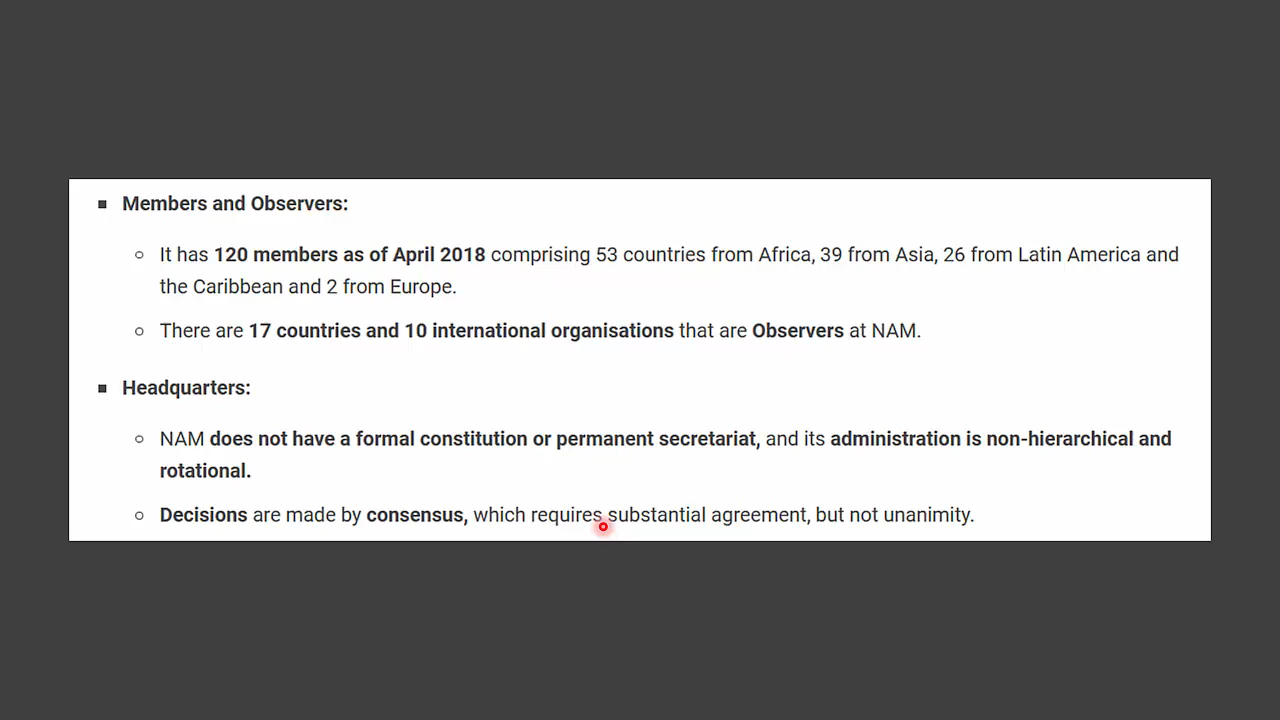 Members and Observers:
It has 120 members as of April 2018 comprising 53 countries from Africa, 39 from Asia, 26 from Latin America and
the Caribbean and 2 from Europe.
There are 17 countries and 10 international organisations that are Observers at NAM.
Headquarters:
NAM does not have a formal constitution or permanent secretariat, and its administration is non-hierarchical and
rotational.
Decisions are made by consensus, which requires substantial agreement, but not unanimity.